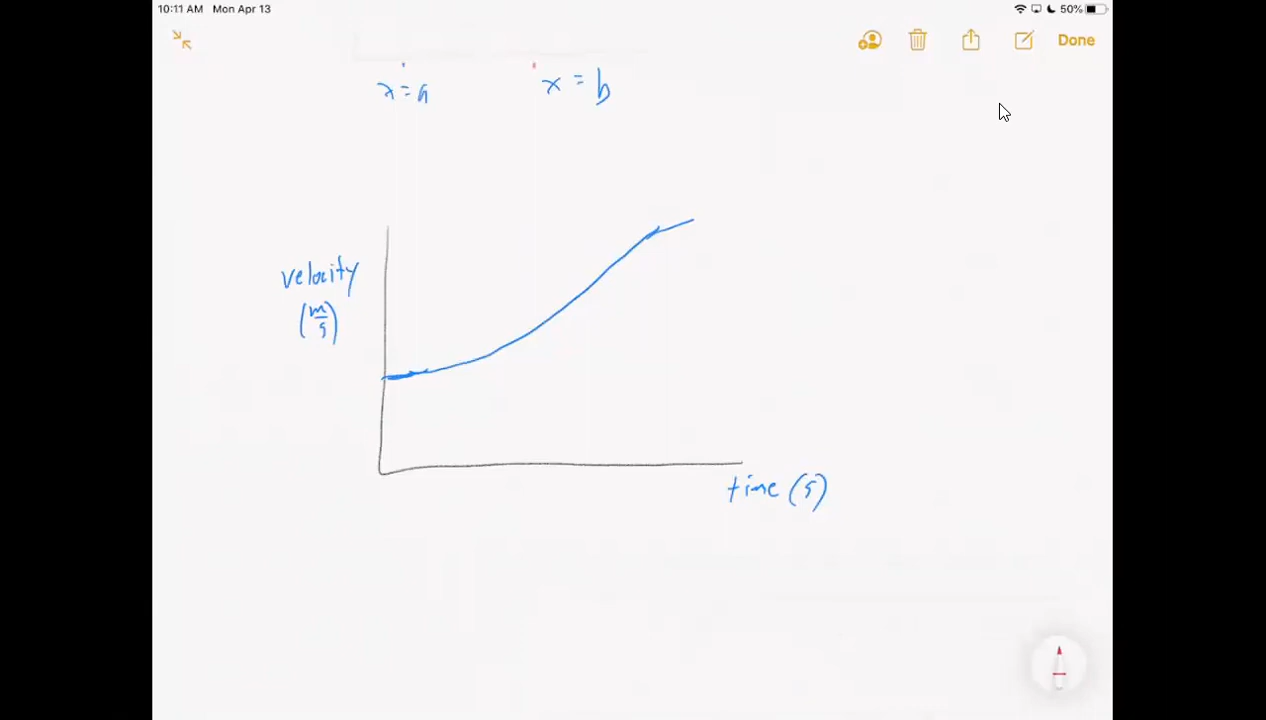 10:11 AM Mon Apr 13 50%
Done
x = a x = b
velocity
(m/s)
time (s)